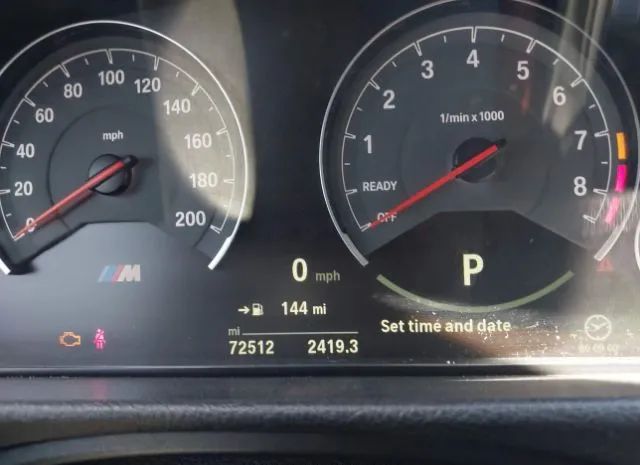 0 20 40 60 80 100 120 140 160 180 200
mph
OFF READY 1 2 3 4 5 6 7 8
1/min x 1000
M
0 mph
P
144 mi
Set time and date
mi
72512 2419.3